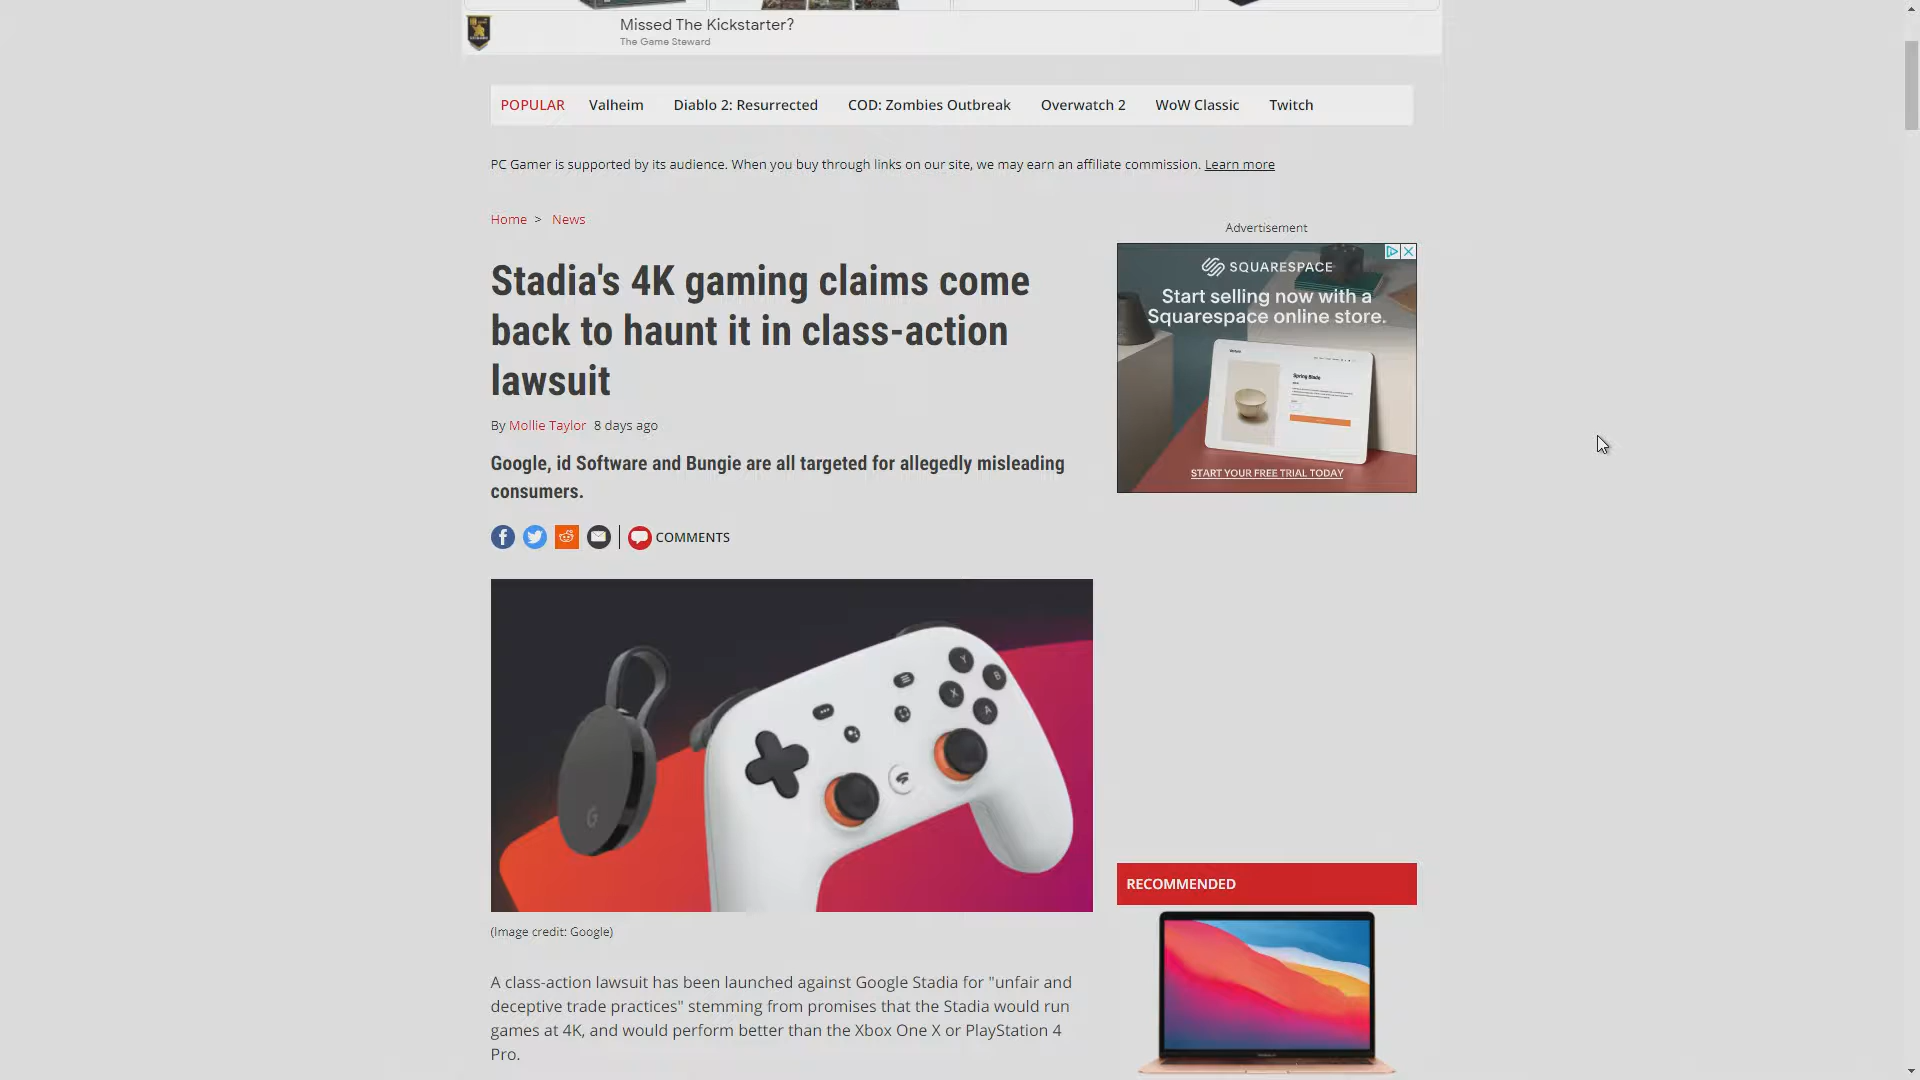 Missed The Kickstarter?
The Game Steward
POPULAR Valheim Diablo 2: Resurrected COD: Zombies Outbreak Overwatch 2 WoW Classic Twitch
PC Gamer is supported by its audience. When you buy through links on our site, we may earn an affiliate commission. Learn more
Home > News
Stadia's 4K gaming claims come
back to haunt it in class-action
lawsuit
By Mollie Taylor 8 days ago
Google, id Software and Bungie are all targeted for allegedly misleading
consumers.
COMMENTS
Advertisement
SQUARESPACE
Start selling now with a
Squarespace online store.
Spring Blade
START YOUR FREE TRIAL TODAY
Y
B
X
A
G
(Image credit: Google)
A class-action lawsuit has been launched against Google Stadia for "unfair and
deceptive trade practices" stemming from promises that the Stadia would run
games at 4K, and would perform better than the Xbox One X or PlayStation 4
Pro.
RECOMMENDED